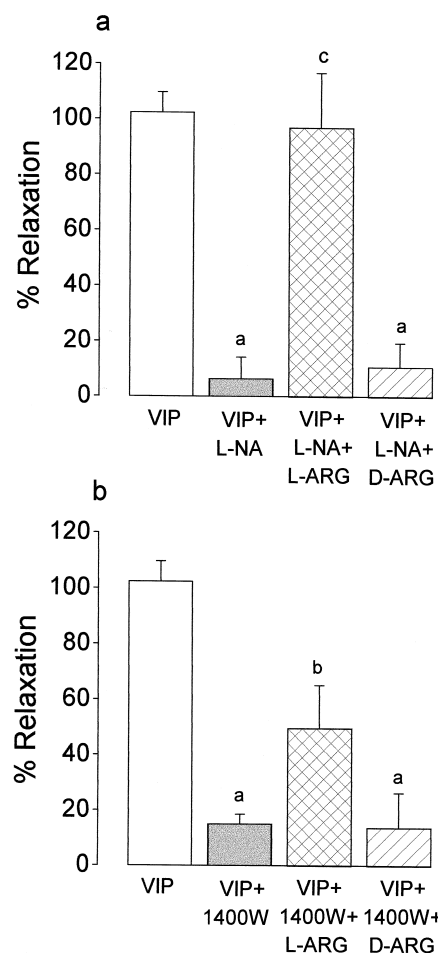 a
120
100
80
60
40
20
0
% Relaxation
a
c
a
VIP
VIP+
L-NA
VIP+
L-NA+
L-ARG
VIP+
L-NA+
D-ARG
b
120
100
80
60
40
20
0
% Relaxation
a
b
a
VIP
VIP+
1400W
VIP+
1400W+
L-ARG
VIP+
1400W+
D-ARG